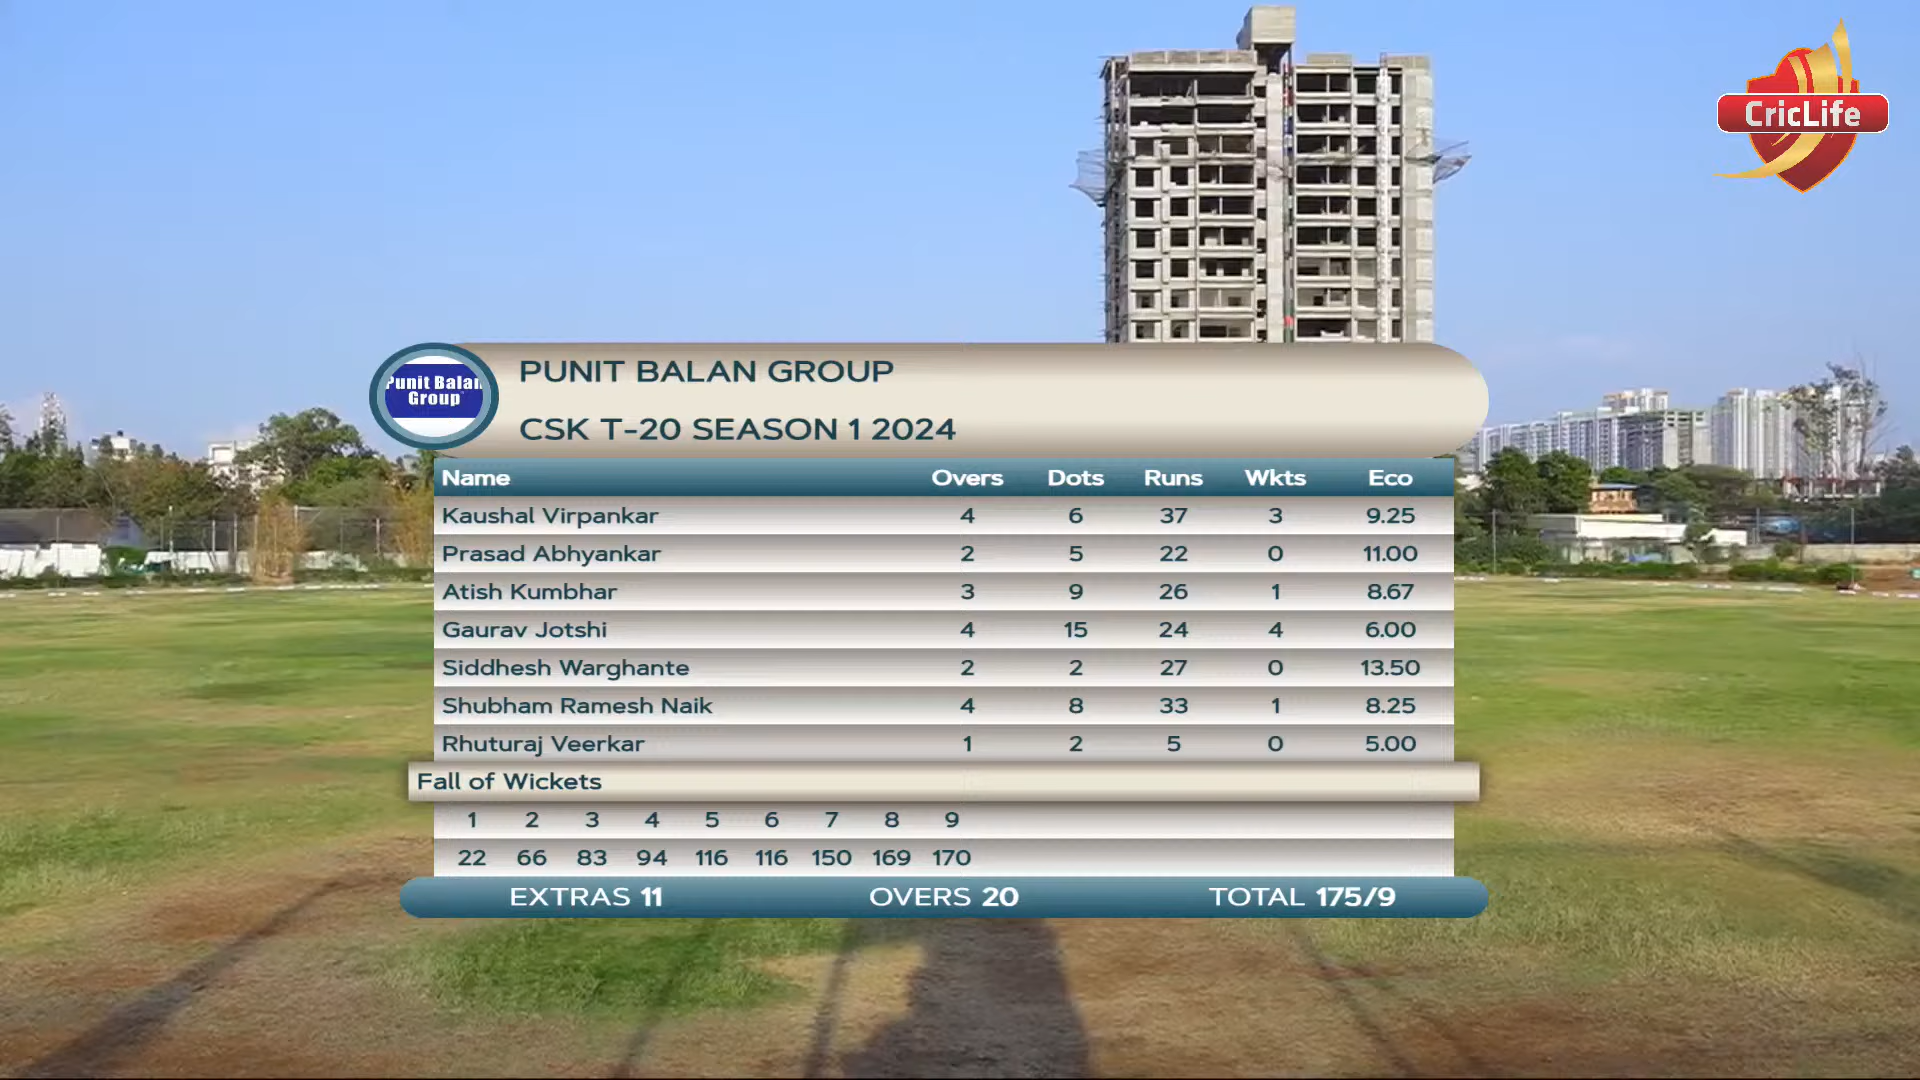 CricLife
Punit Balan
Group
PUNIT BALAN GROUP
CSK T-20 SEASON 1 2024
Name Overs Dots Runs Wkts Eco
Kaushal Virpankar 4 6 37 3 9.25
Prasad Abhyankar 2 5 22 0 11.00
Atish Kumbhar 3 9 26 1 8.67
Gaurav Jotshi 4 15 24 4 6.00
Siddhesh Warghante 2 2 27 0 13.50
Shubham Ramesh Naik 4 8 33 1 8.25
Rhuturaj Veerkar 1 2 5 0 5.00
Fall of Wickets
1 2 3 4 5 6 7 8 9
22 66 83 94 116 116 150 169 170
EXTRAS 11 OVERS 20 TOTAL 175/9